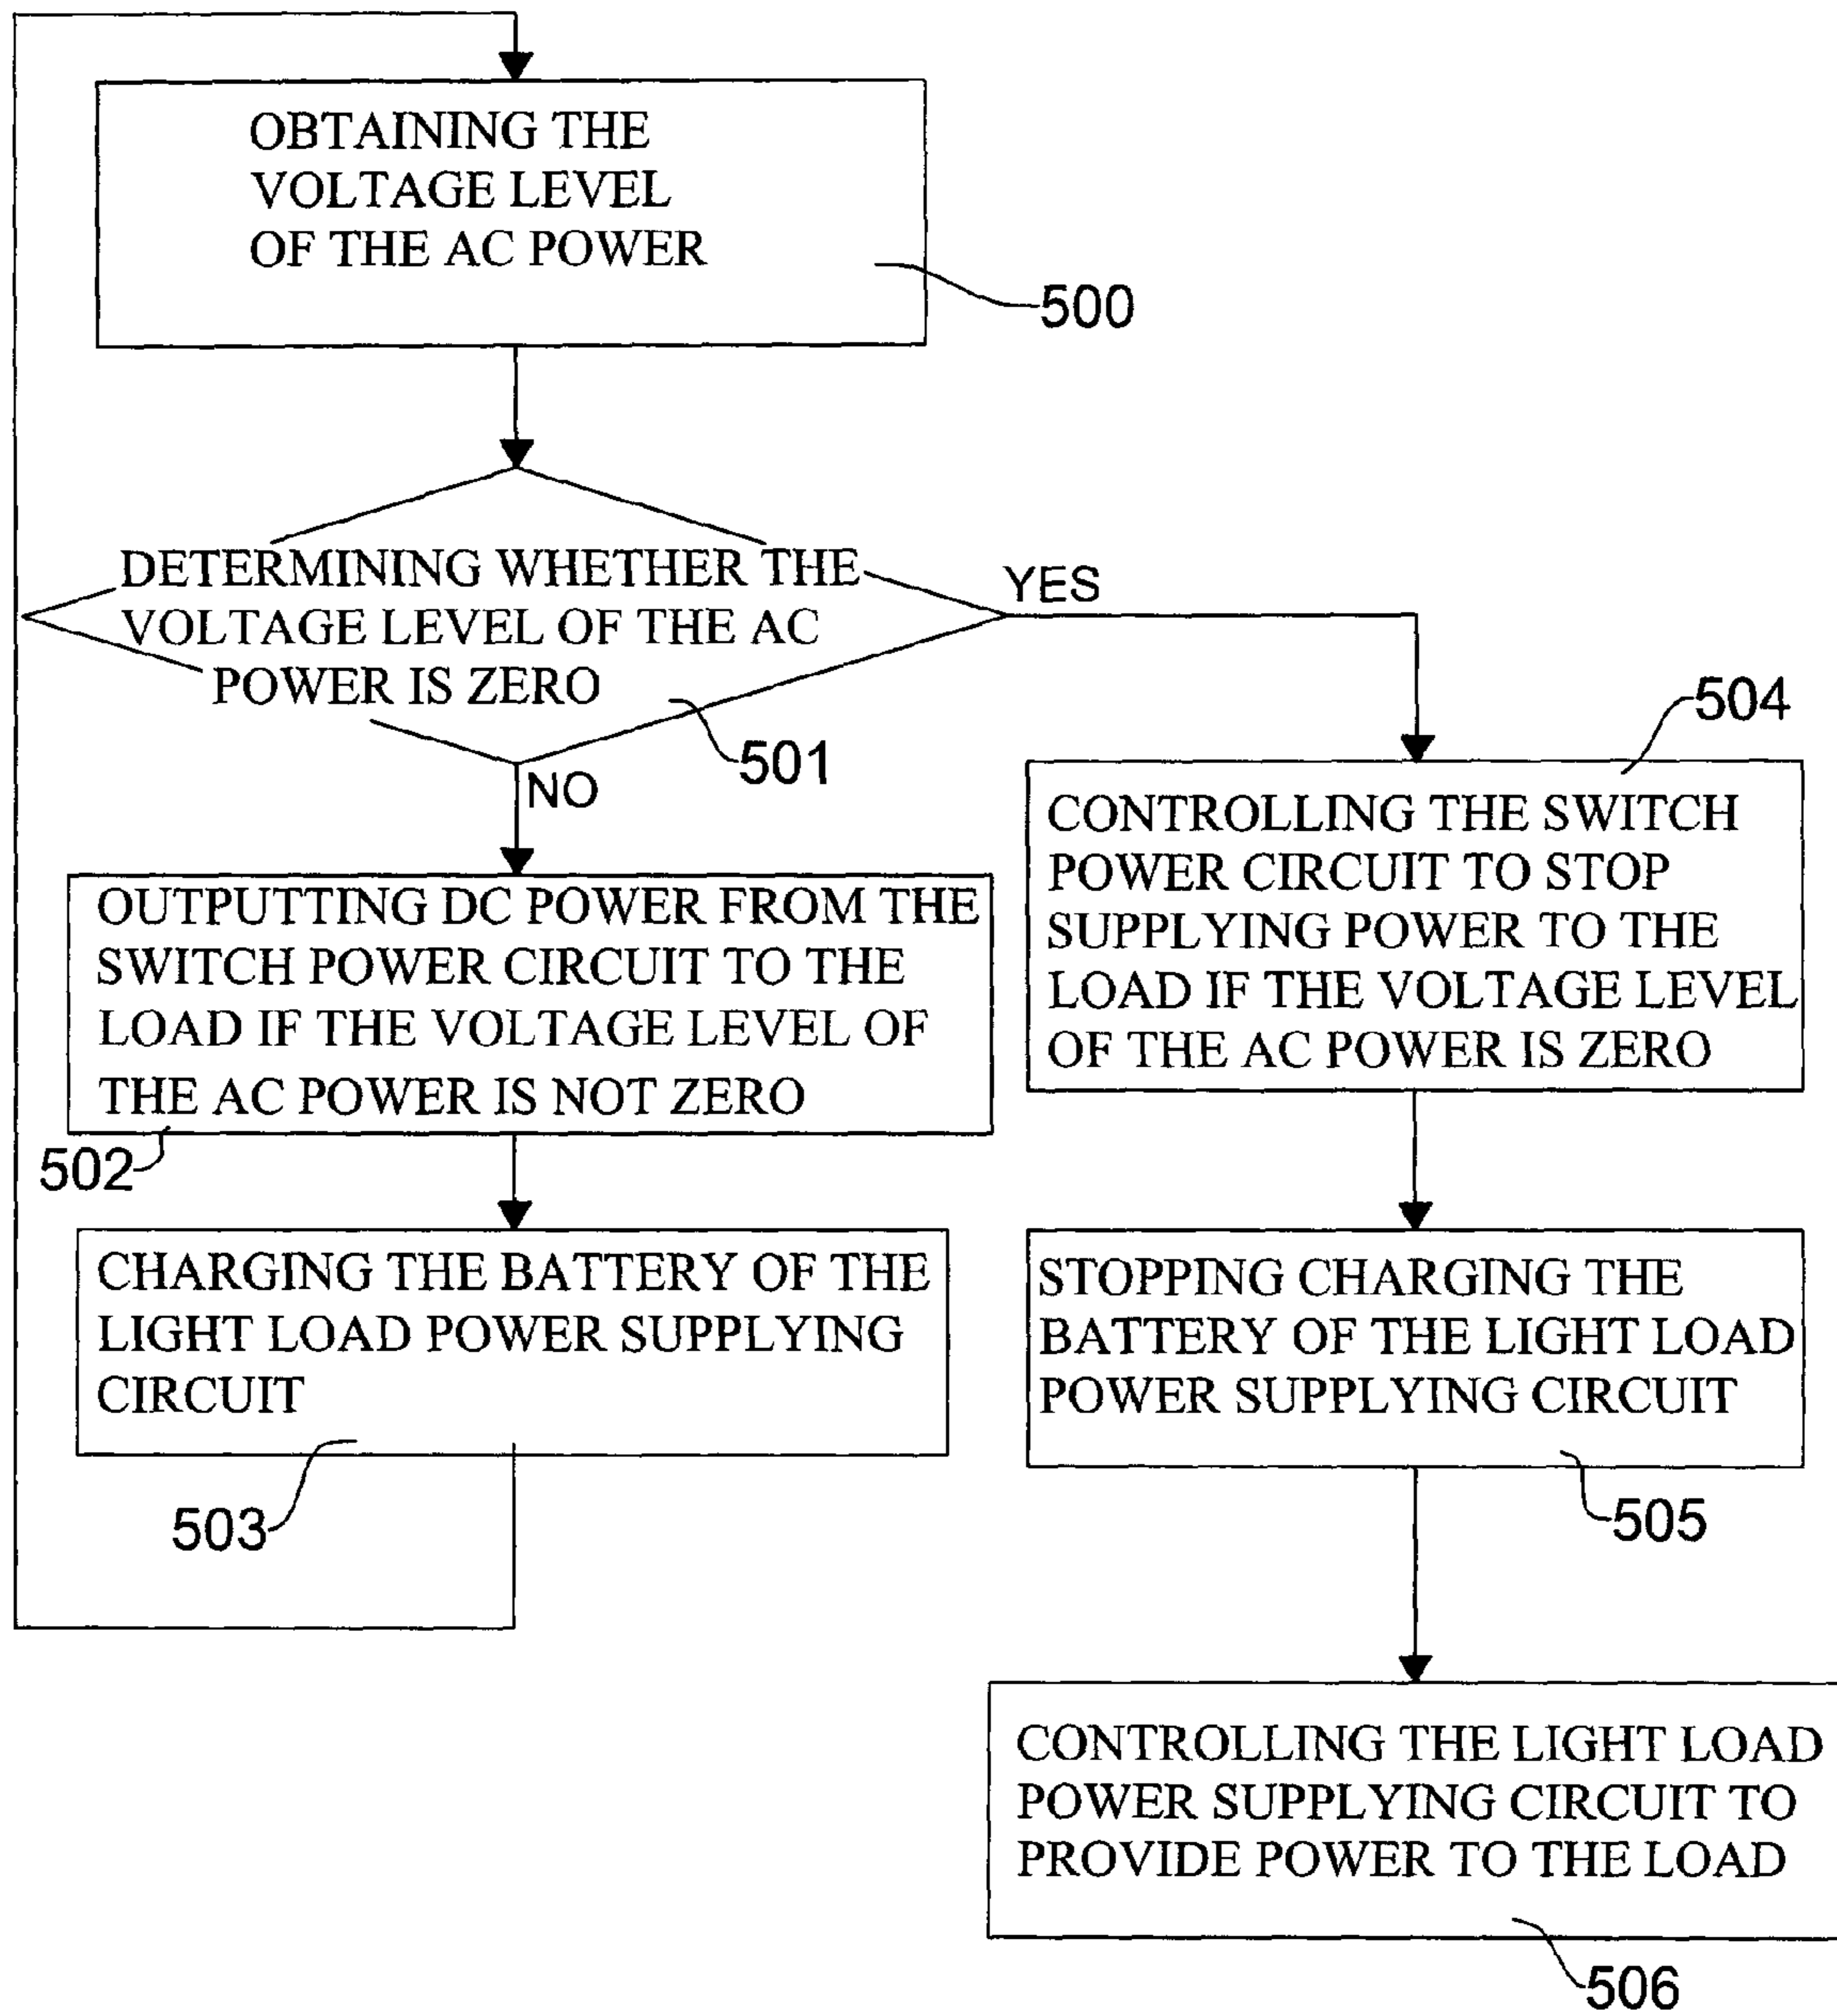 OBTAINING THE
VOLTAGE LEVEL
OF THE AC POWER
500
DETERMINING WHETHER THE
VOLTAGE LEVEL OF THE AC
POWER IS ZERO
501
YES
NO
OUTPUTTING DC POWER FROM THE
SWITCH POWER CIRCUIT TO THE
LOAD IF THE VOLTAGE LEVEL OF
THE AC POWER IS NOT ZERO
502
CHARGING THE BATTERY OF THE
LIGHT LOAD POWER SUPPLYING
CIRCUIT
503
504
CONTROLLING THE SWITCH
POWER CIRCUIT TO STOP
SUPPLYING POWER TO THE
LOAD IF THE VOLTAGE LEVEL
OF THE AC POWER IS ZERO
STOPPING CHARGING THE
BATTERY OF THE LIGHT LOAD
POWER SUPPLYING CIRCUIT
505
CONTROLLING THE LIGHT LOAD
POWER SUPPLYING CIRCUIT TO
PROVIDE POWER TO THE LOAD
506